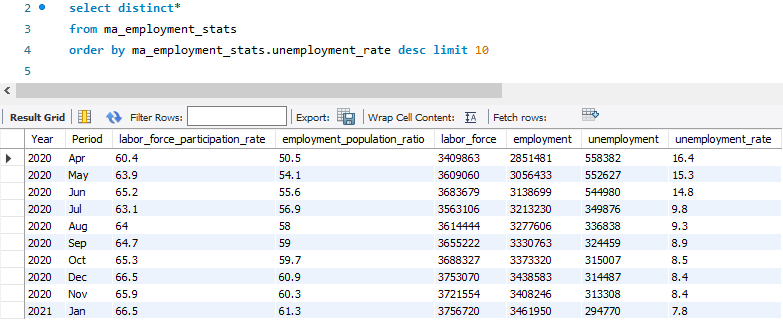 2 select distinct*
3 from ma_employment_stats
4 order by ma_employment_stats.unemployment_rate desc limit 10
5
Result Grid Filter Rows: Export: Wrap Cell Content: IA Fetch rows:
Year Period labor_force_participation_rate employment_population_ratio labor_force employment unemployment unemployment_rate
2020 Apr 60.4 50.5 3409863 2851481 558382 16.4
2020 May 63.9 54.1 3609060 3056433 552627 15.3
2020 Jun 65.2 55.6 3683679 3138699 544980 14.8
2020 Jul 63.1 56.9 3563106 3213230 349876 9.8
2020 Aug 64 58 3614444 3277606 336838 9.3
2020 Sep 64.7 59 3655222 3330763 324459 8.9
2020 Oct 65.3 59.7 3688327 3373320 315007 8.5
2020 Dec 66.5 60.9 3753070 3438583 314487 8.4
2020 Nov 65.9 60.3 3721554 3408246 313308 8.4
2021 Jan 66.5 61.3 3756720 3461950 294770 7.8